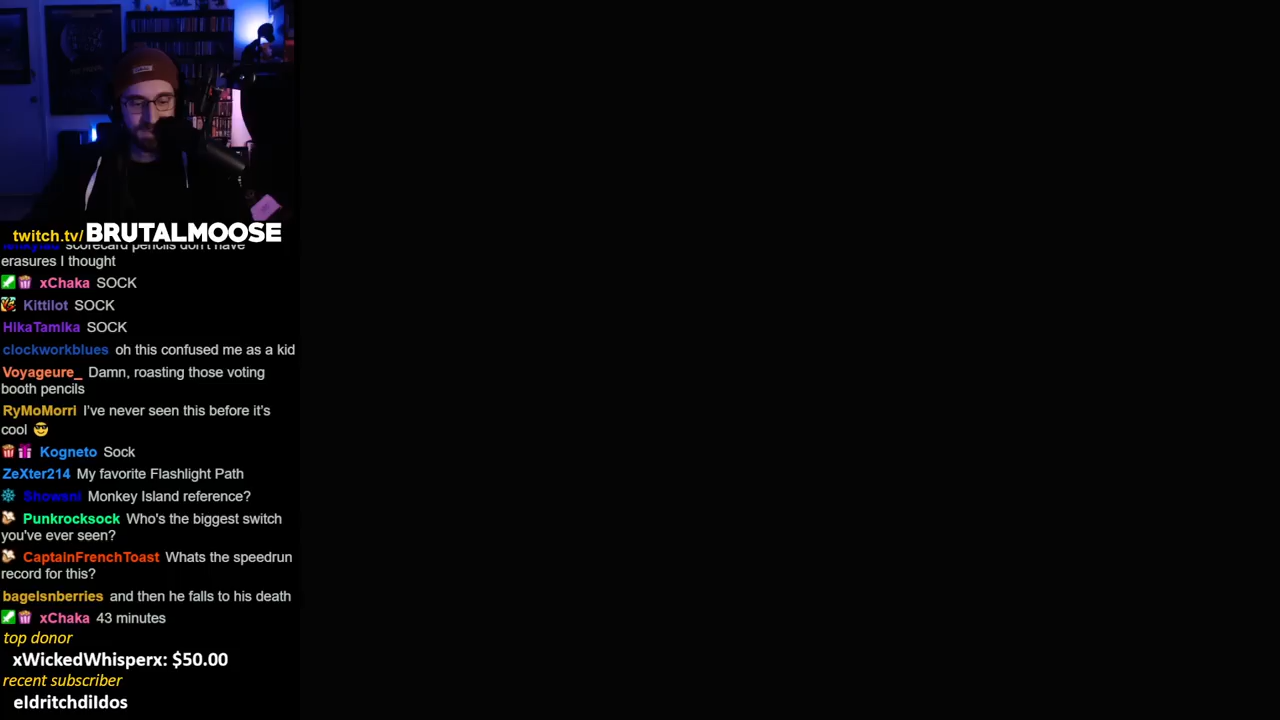 twitch.tv/BRUTALMOOSE
scorecard pencils don't have
erasures I thought
xChaka SOCK
Kittilot SOCK
HikaTamika SOCK
clockworkblues oh this confused me as a kid
Voyageure_ Damn, roasting those voting
booth pencils
RyMoMorri I've never seen this before it's
cool 😎
Kogneto Sock
ZeXter214 My favorite Flashlight Path
Showeni Monkey Island reference?
Punkrocksock Who's the biggest switch
you've ever seen?
CaptainFrenchToast Whats the speedrun
record for this?
bagelsnberries and then he falls to his death
xChaka 43 minutes
top donor
xWickedWhisperx: $50.00
recent subscriber
eldritchdildos